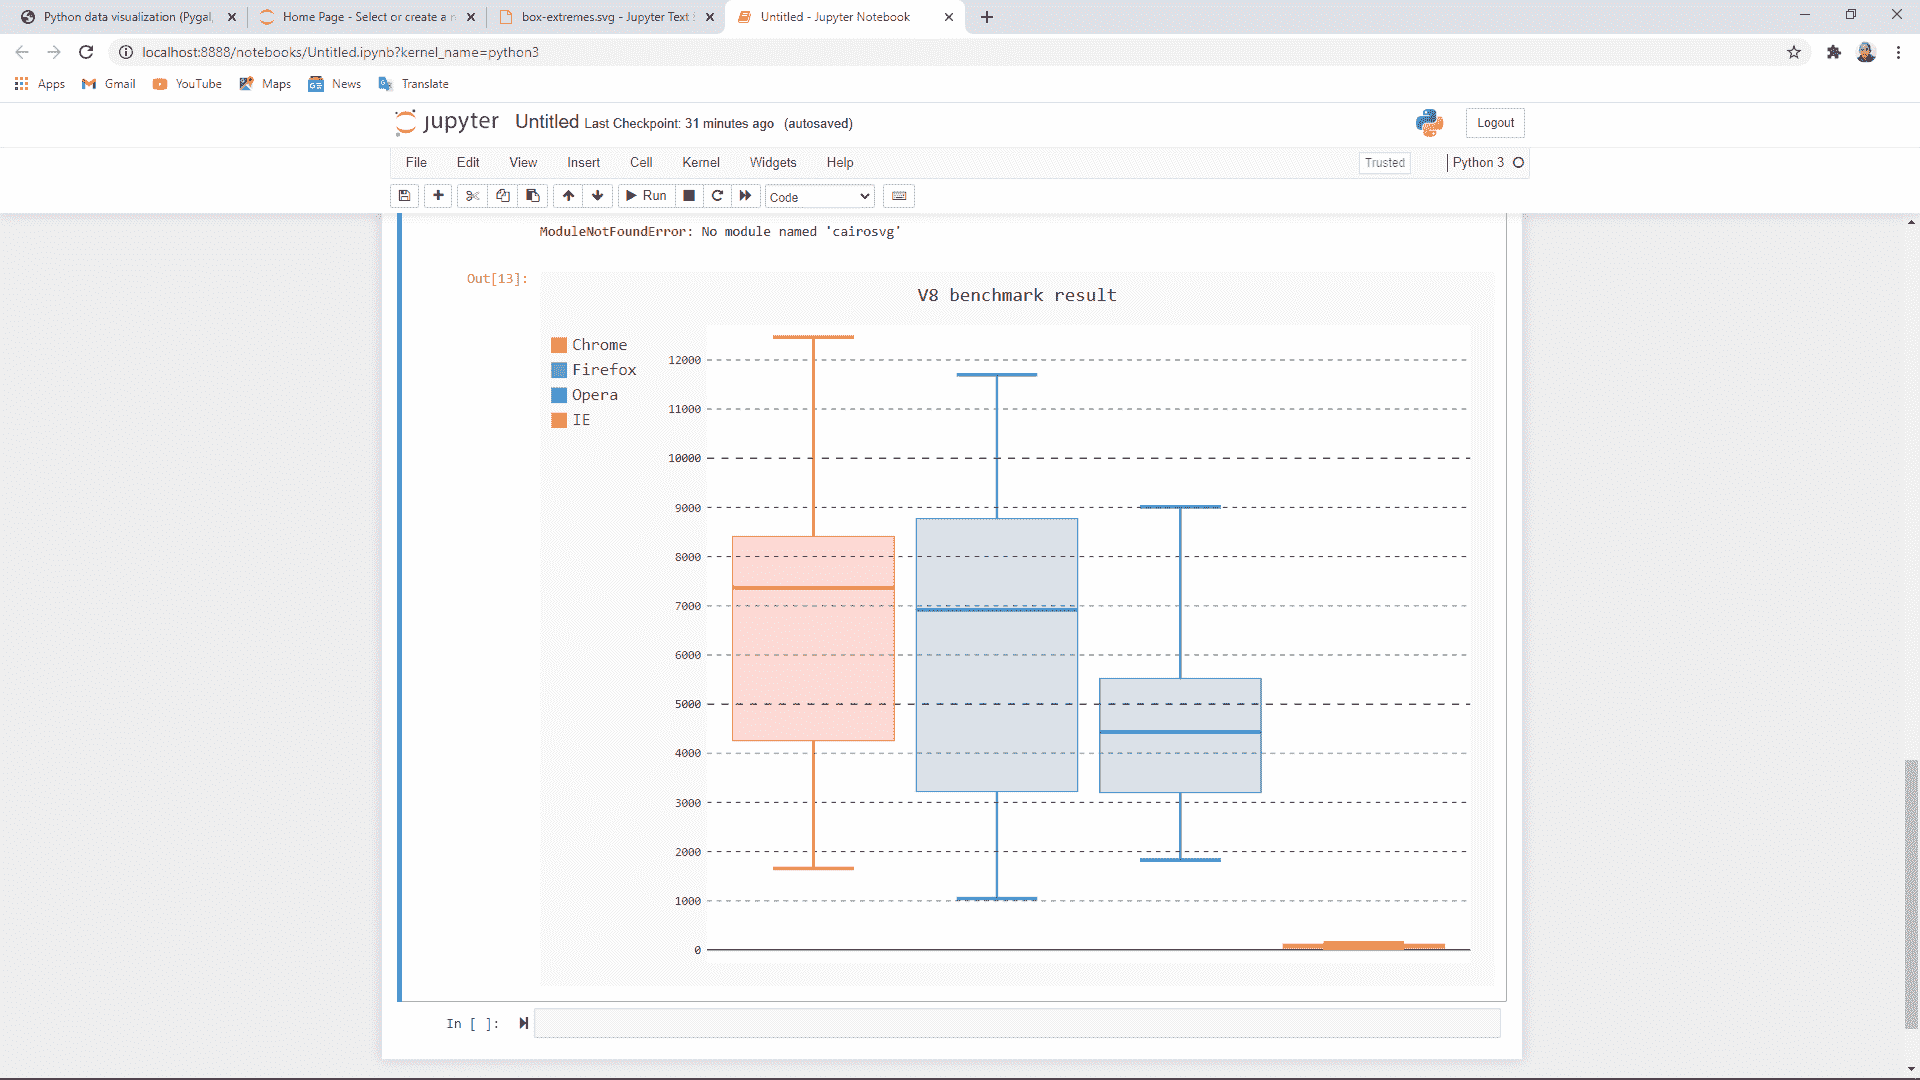 Python data visualization (Pygal,
Home Page - Select or create a n
box-extremes.svg - Jupyter Text E
Untitled - Jupyter Notebook
localhost:8888/notebooks/Untitled.ipynb?kernel_name=python3
Apps Gmail YouTube Maps News Translate
jupyter Untitled Last Checkpoint: 31 minutes ago (autosaved) Logout
File Edit View Insert Cell Kernel Widgets Help Trusted Python 3
Run Code
ModuleNotFoundError: No module named 'cairosvg'
Out[13]:
V8 benchmark result
Chrome
Firefox
Opera
IE
12000
11000
10000
9000
8000
7000
6000
5000
4000
3000
2000
1000
0
In [ ]: